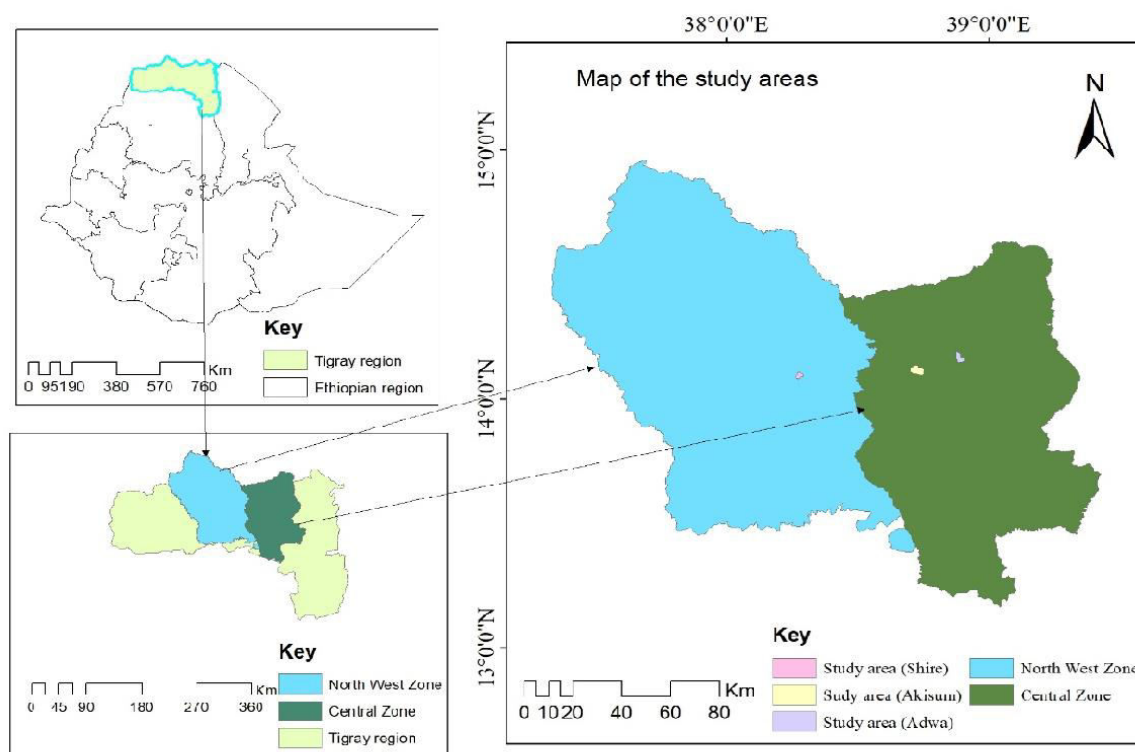 38°0'0"E 39°0'0"E
Map of the study areas
N
15°0'0"N
14°0'0"N
13°0'0"N
Key
Tigray region
Ethiopian region
Km
0 95190 380 570 760
Key
North West Zone
Central Zone
Tigray region
Km
0 45 90 180 270 360
Key
Study area (Shire)
Sudy area (Akisum)
Study area (Adwa)
North West Zone
Central Zone
Km
0 1020 40 60 80